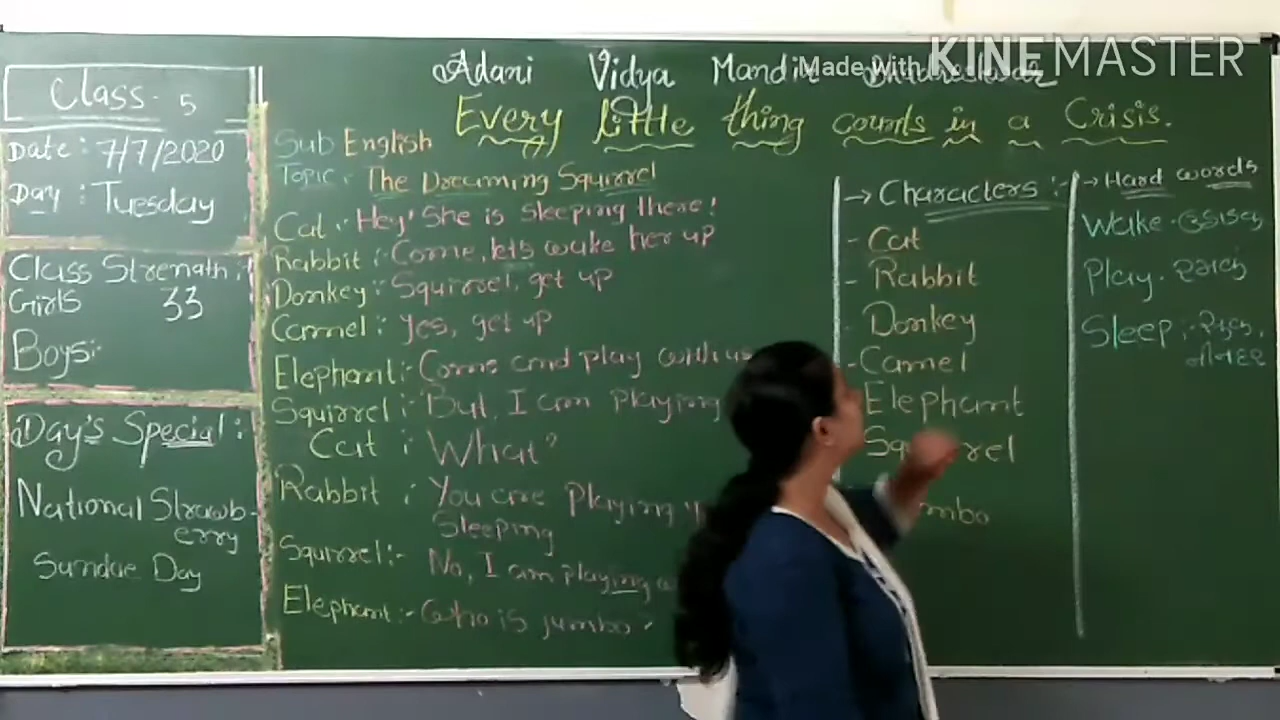 Made With KINEMASTER
Adani Vidya Mandir
Every little thing counts in a Crisis.
Class- 5
Date: 7/7/2020
Day: Tuesday
Class Strength:
Girls 33
Boys:-
Day's Special:
National Strawb-
erry
Sundae Day
Sub English
Topic: The Dreaming Squirrel
Cat:- Hey! She is sleeping there!
Rabbit:- Come, lets wake her up
Donkey: Squirrel, get up
Camel: Yes, get up
Elephant:- Come and play with us
Squirrel: But, I am playing
Cat: What?
Rabbit: You are Playing
Sleeping
Squirrel:- No, I am playing
Elephant:- Who is jumbo
→ Characters:-
- Cat
- Rabbit
- Donkey
- Camel
Elephant
→ Hard words
Wake-
Play-
Sleep:-